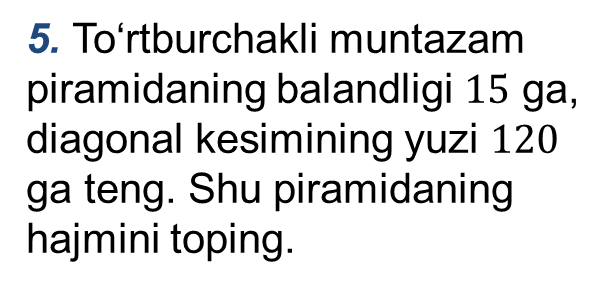 5. To‘rtburchakli muntazam
piramidaning balandligi 15 ga,
diagonal kesimining yuzi 120
ga teng. Shu piramidaning
hajmini toping.